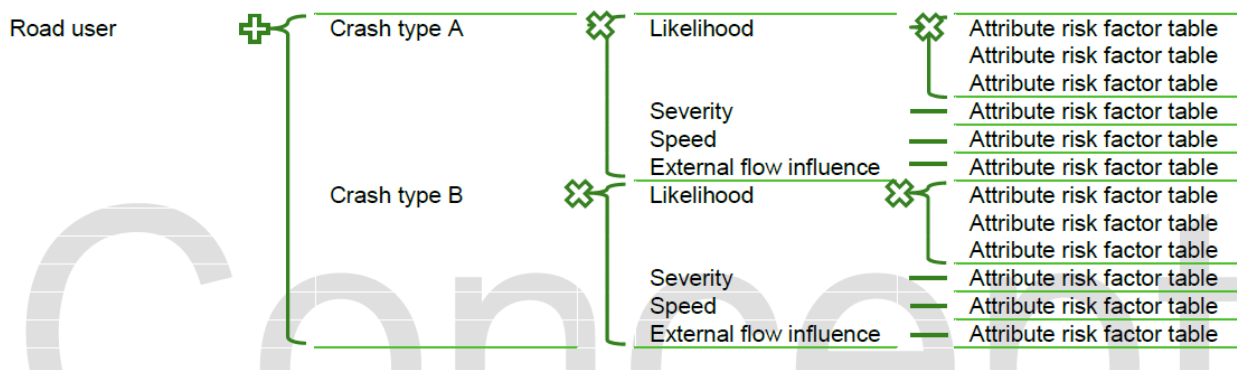 Road user Crash type A Likelihood Attribute risk factor table
Attribute risk factor table
Attribute risk factor table
Severity Attribute risk factor table
Speed Attribute risk factor table
External flow influence Attribute risk factor table
Crash type B Likelihood Attribute risk factor table
Attribute risk factor table
Attribute risk factor table
Severity Attribute risk factor table
Speed Attribute risk factor table
External flow influence Attribute risk factor table
Concept